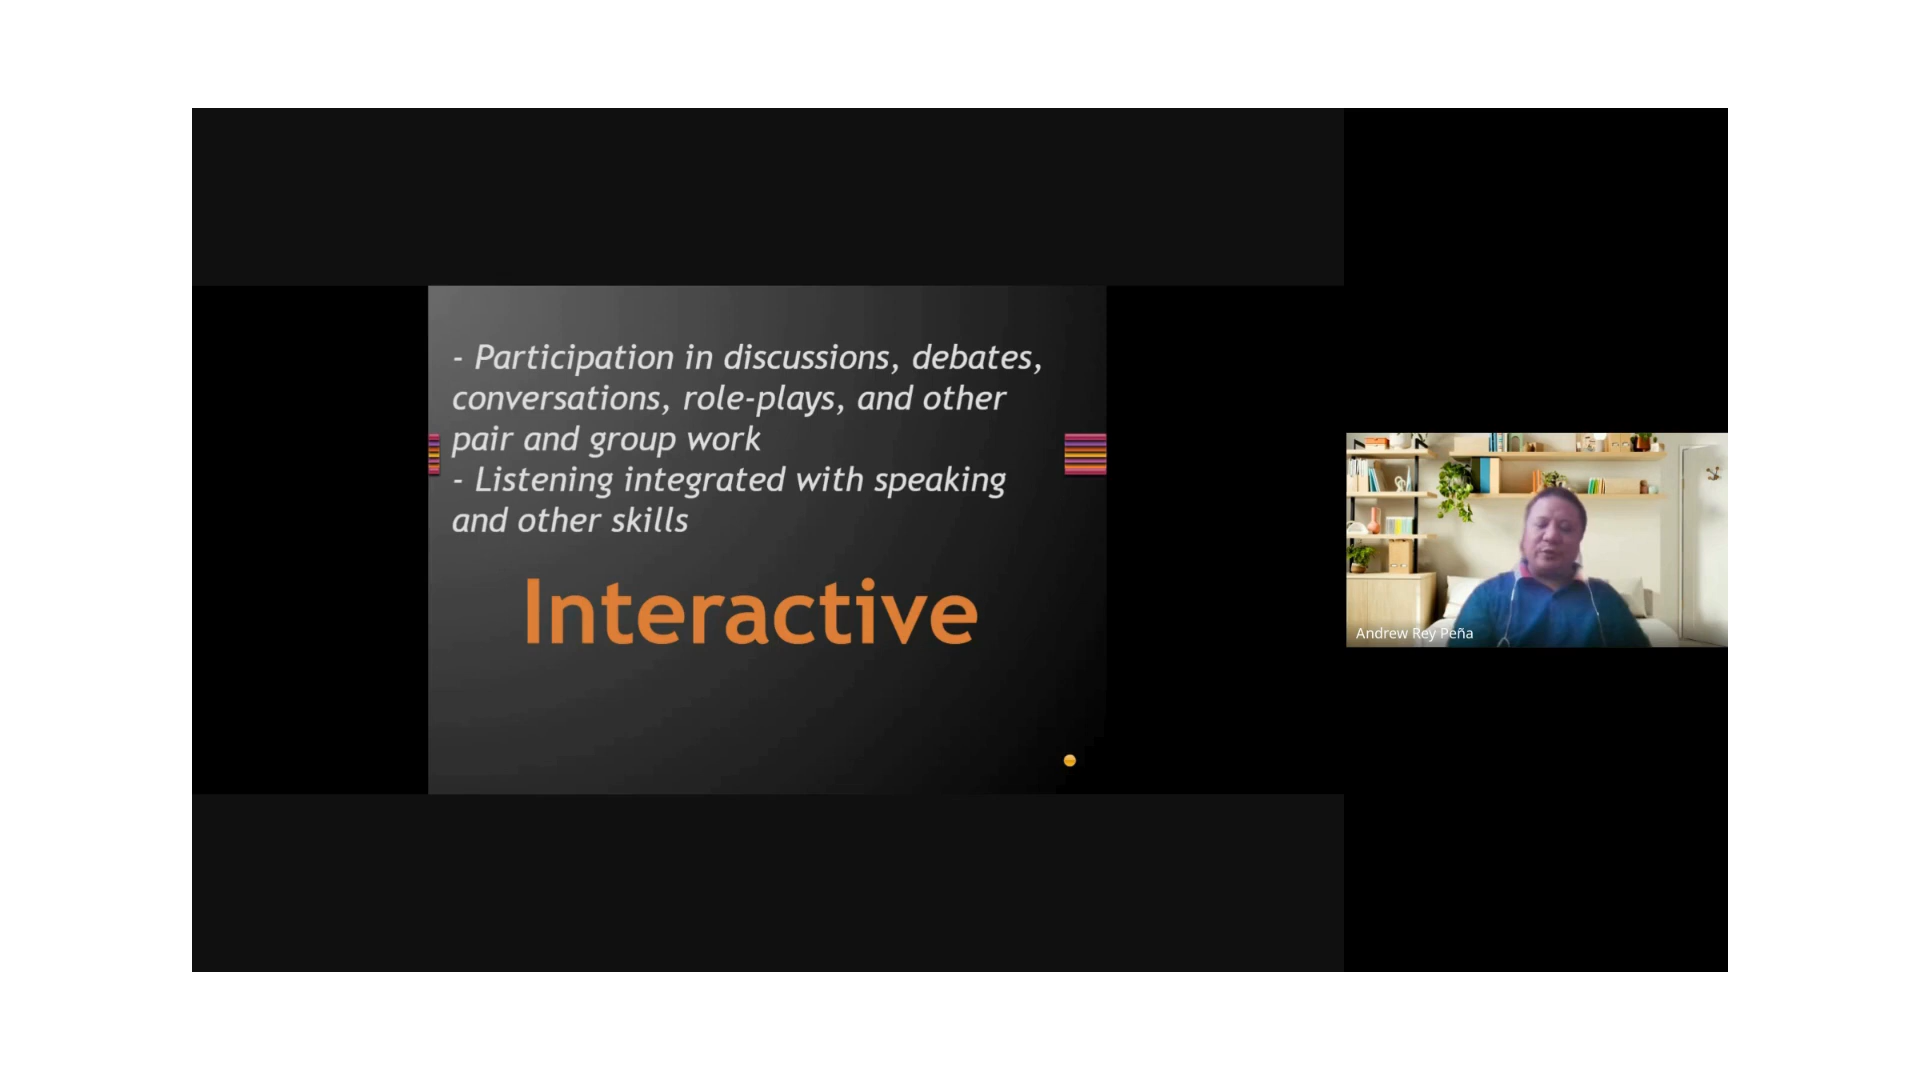 - Participation in discussions, debates,
conversations, role-plays, and other
pair and group work
- Listening integrated with speaking
and other skills
Interactive
Andrew Rey Peña